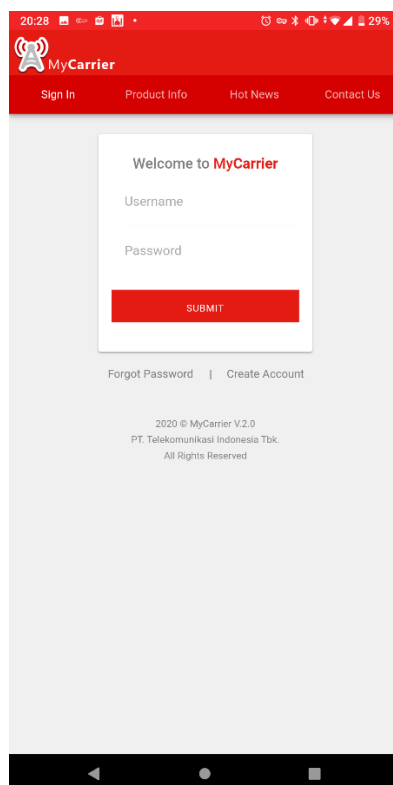 20:28
29%
MyCarrier
Sign In Product Info Hot News Contact Us
Welcome to MyCarrier
Username
Password
SUBMIT
Forgot Password | Create Account
2020 © MyCarrier V.2.0
PT. Telekomunikasi Indonesia Tbk.
All Rights Reserved